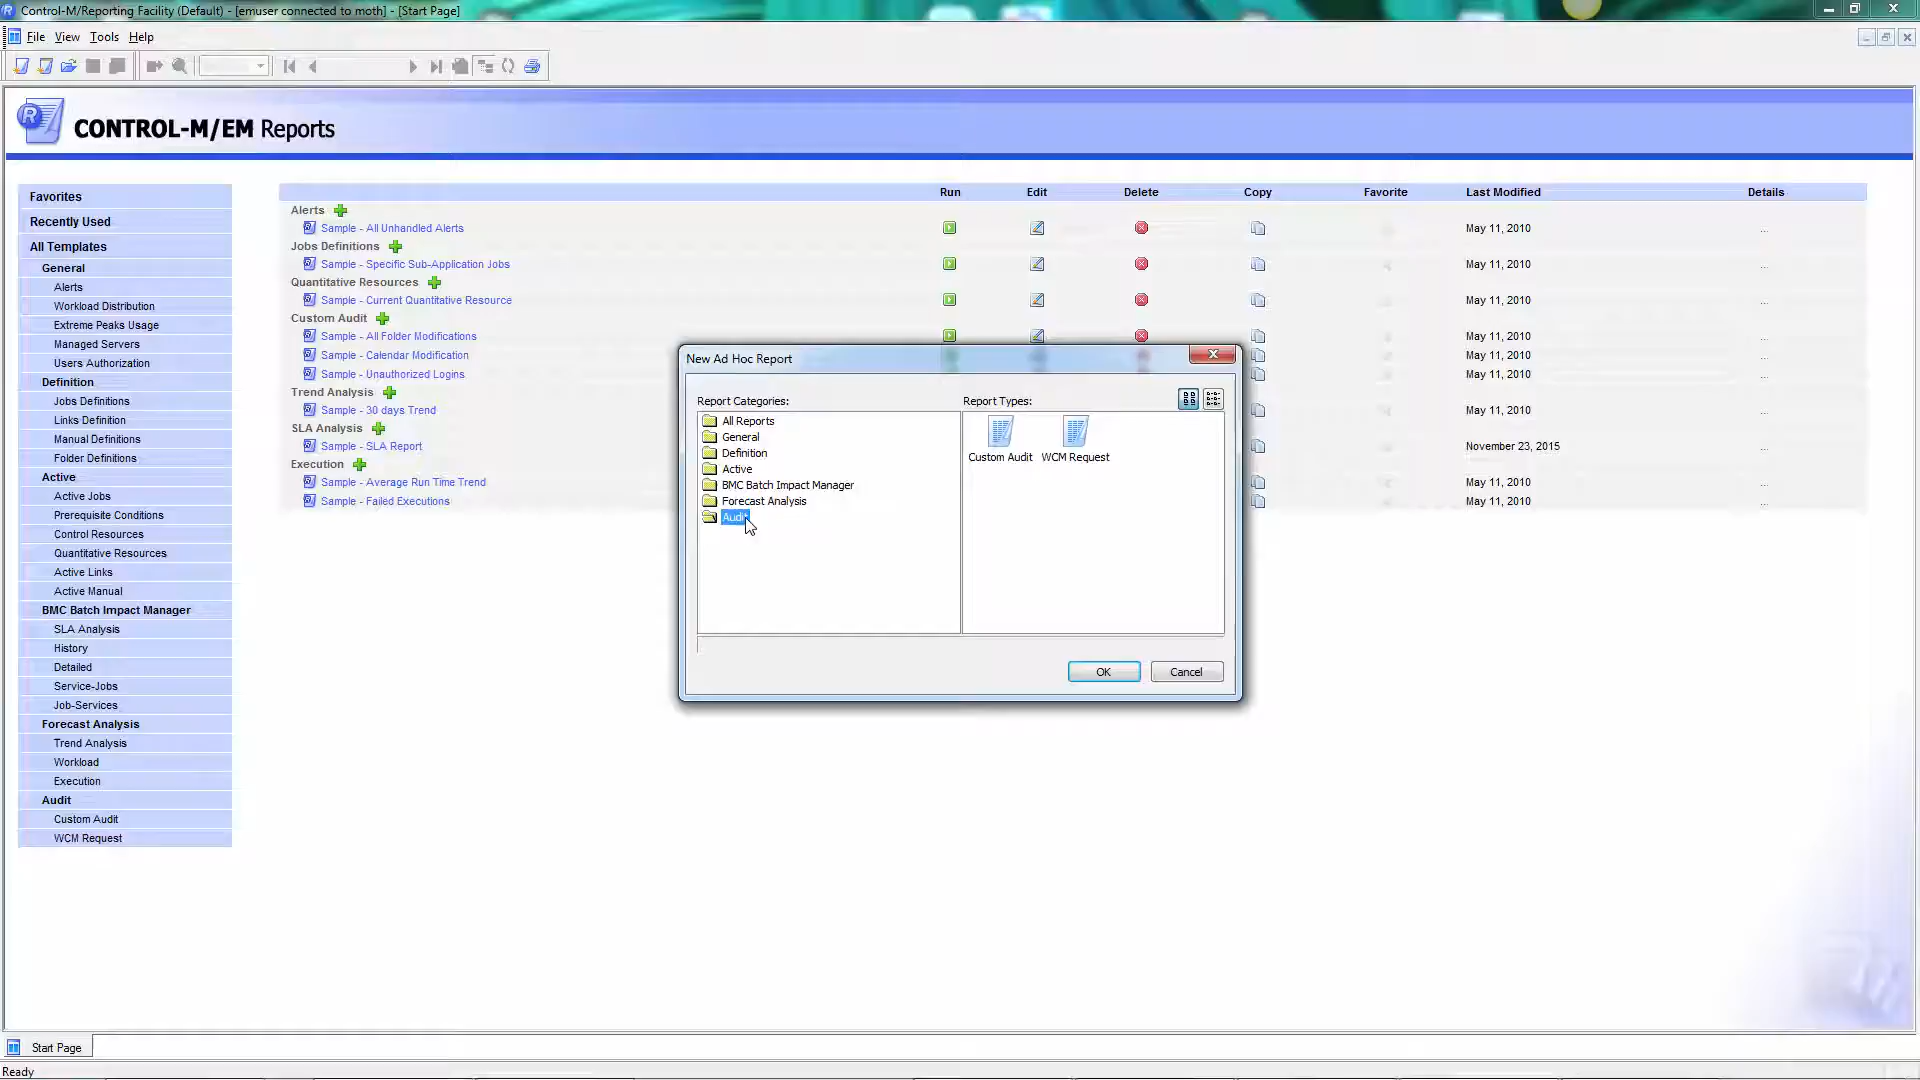 Control-M/Reporting Facility (Default) - [emuser connected to moth] - [Start Page]
File View Tools Help
CONTROL-M/EM Reports
Favorites
Recently Used
All Templates
General
Alerts
Workload Distribution
Extreme Peaks Usage
Managed Servers
Users Authorization
Definition
Jobs Definitions
Links Definition
Manual Definitions
Folder Definitions
Active
Active Jobs
Prerequisite Conditions
Control Resources
Quantitative Resources
Active Links
Active Manual
BMC Batch Impact Manager
SLA Analysis
History
Detailed
Service-Jobs
Job-Services
Forecast Analysis
Trend Analysis
Workload
Execution
Audit
Custom Audit
WCM Request
Run Edit Delete Copy Favorite Last Modified Details
Alerts
Sample - All Unhandled Alerts May 11, 2010 ...
Jobs Definitions
Sample - Specific Sub-Application Jobs May 11, 2010 ...
Quantitative Resources
Sample - Current Quantitative Resource May 11, 2010 ...
Custom Audit
Sample - All Folder Modifications May 11, 2010 ...
Sample - Calendar Modification May 11, 2010 ...
Sample - Unauthorized Logins May 11, 2010 ...
Trend Analysis
Sample - 30 days Trend May 11, 2010 ...
SLA Analysis
Sample - SLA Report November 23, 2015 ...
Execution
Sample - Average Run Time Trend May 11, 2010 ...
Sample - Failed Executions May 11, 2010 ...
New Ad Hoc Report
Report Categories:
All Reports
General
Definition
Active
BMC Batch Impact Manager
Forecast Analysis
Audit
Report Types:
Custom Audit WCM Request
OK Cancel
Start Page
Ready